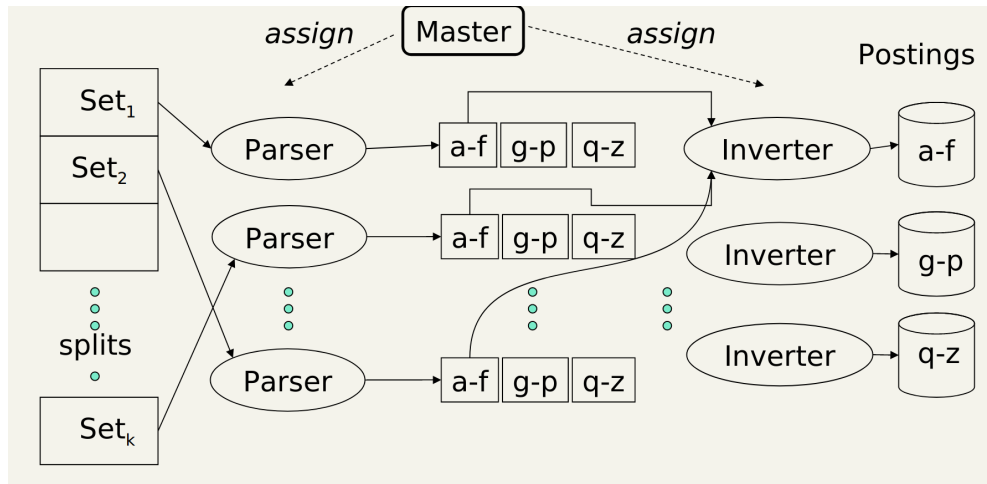 assign Master assign
Postings
Set1
Parser
a-f g-p q-z
Inverter
a-f
Set2
Parser
a-f g-p q-z
Inverter
g-p
splits
Parser
a-f g-p q-z
Inverter
q-z
Setk